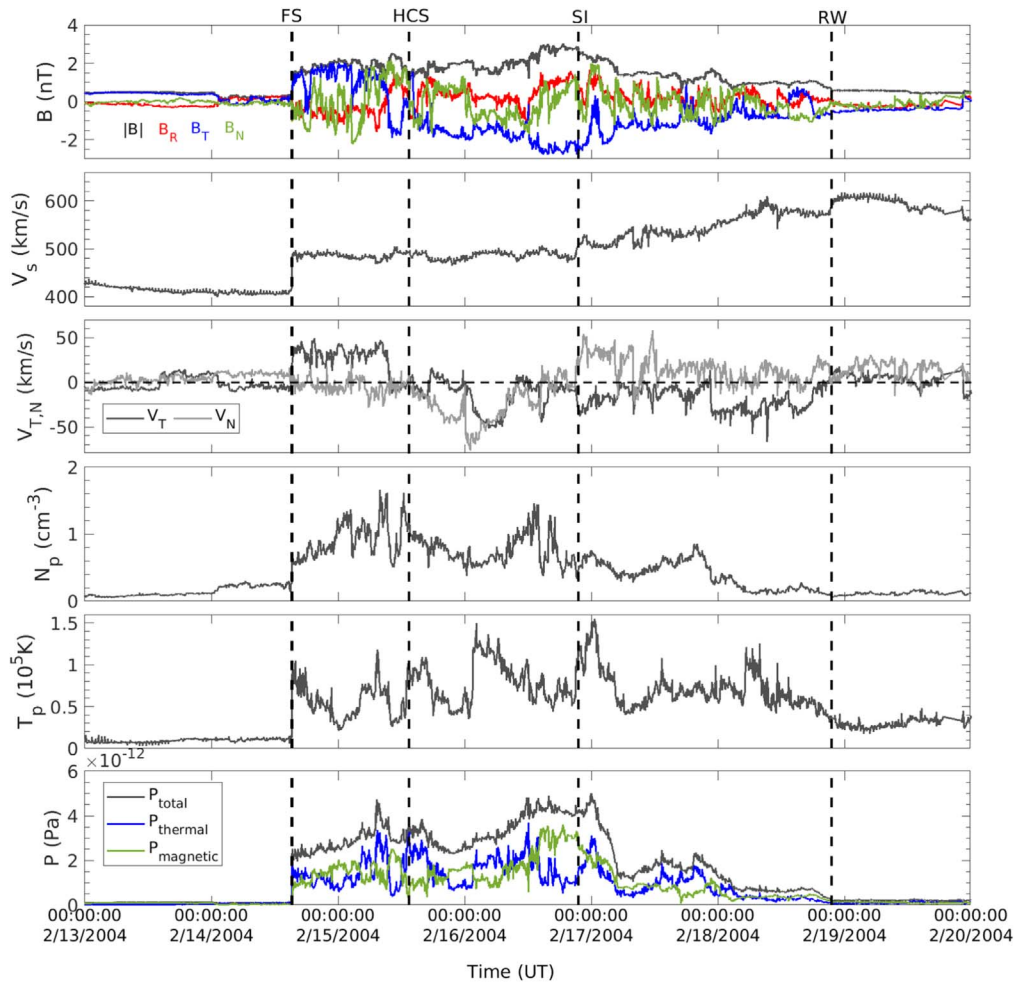 FS HCS SI RW
4
2
0
-2
B (nT)
|B| B_R B_T B_N
600
500
400
V_s (km/s)
50
0
-50
V_T,N (km/s)
V_T V_N
2
1
0
N_p (cm^-3)
1.5
1
0.5
0
T_p (10^5K)
×10^-12
6
4
2
0
P (Pa)
P_total
P_thermal
P_magnetic
00:00:00 00:00:00 00:00:00 00:00:00 00:00:00 00:00:00 00:00:00 00:00:00
2/13/2004 2/14/2004 2/15/2004 2/16/2004 2/17/2004 2/18/2004 2/19/2004 2/20/2004
Time (UT)